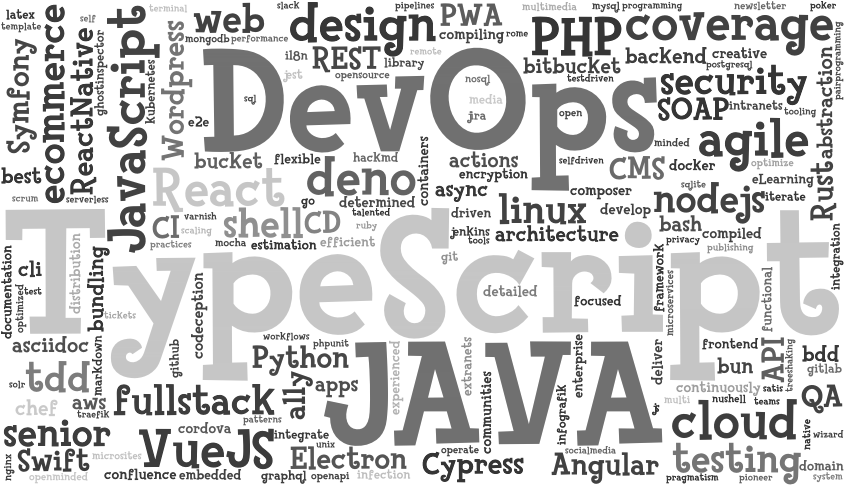 latex
template
self
terminal
slack
pipelines
multimedia
mysql
programming
newsletter
poker
Symfony
ecommerce
ReactNative
ghostinspector
JavaScript
kubernetes
Wordpress
web
mongodb
performance
design
PWA
compiling
rome
PHP
coverage
i18n
REST
remote
library
bitbucket
backend
creative
postgresql
jest
opensource
nosql
testdriven
security
abstraction
pairprogramming
DevOps
sql
media
jira
open
SOAP
intranets
tooling
e2e
bucket
flexible
hackmd
containers
actions
encryption
selfdriven
minded
agile
CMS
docker
optimize
best
scrum
serverless
React
deno
go
determined
async
composer
sqlite
eLearning
iterate
Rust
nodejs
CI
varnish
scaling
shell
CD
talented
ruby
driven
linux
develop
bash
compiled
practices
mocha
estimation
efficient
jenkins
tools
architecture
privacy
publishing
integration
TypeScript
documentation
optimized
cli
test
distribution
bundling
tickets
codeception
git
detailed
focused
framework
microservices
functional
asciidoc
markdown
github
workflows
phpunit
JAVA
experienced
extranets
enterprise
deliver
frontend
API
treeshaking
bdd
gitlab
solr
tdd
Python
a11y
apps
bun
continuously
satis
chef
aws
traefik
fullstack
patterns
communities
infografik
multi
nushell
teams
QA
senior
cordova
integrate
unix
cloud
native
wizard
nginx
Swift
microsites
VueJS
Electron
operate
socialmedia
testing
domain
openminded
confluence
embedded
graphql
openapi
infection
Cypress
Angular
pragmatism
pioneer
system